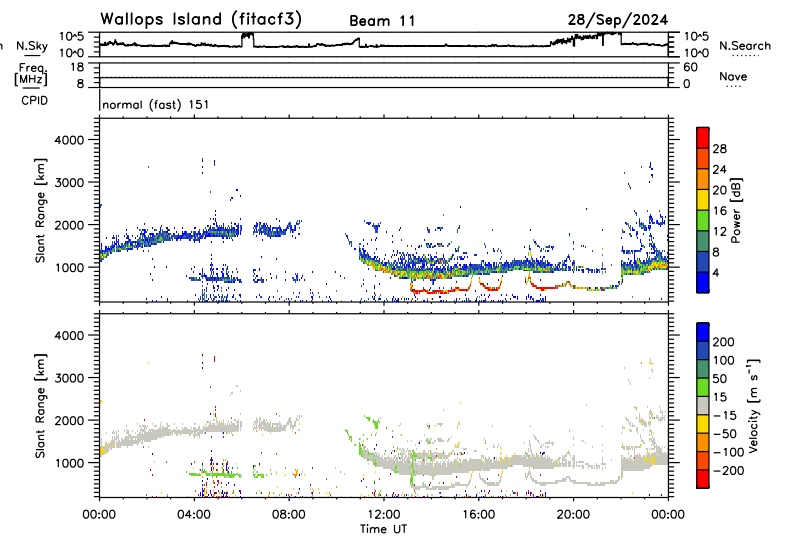 Wallops Island (fitacf3) Beam 11 28/Sep/2024
n N.Sky 10^5 10^0 10^5 10^0 N.Search
Freq. [MHz] 18 8 60 0 Nave
CPID normal (fast) 151
Slant Range [km] 4000 3000 2000 1000
28 24 20 16 12 8 4 Power [dB]
Slant Range [km] 4000 3000 2000 1000
200 100 50 15 -15 -50 -100 -200 Velocity [m s⁻¹]
00:00 04:00 08:00 12:00 16:00 20:00 00:00
Time UT